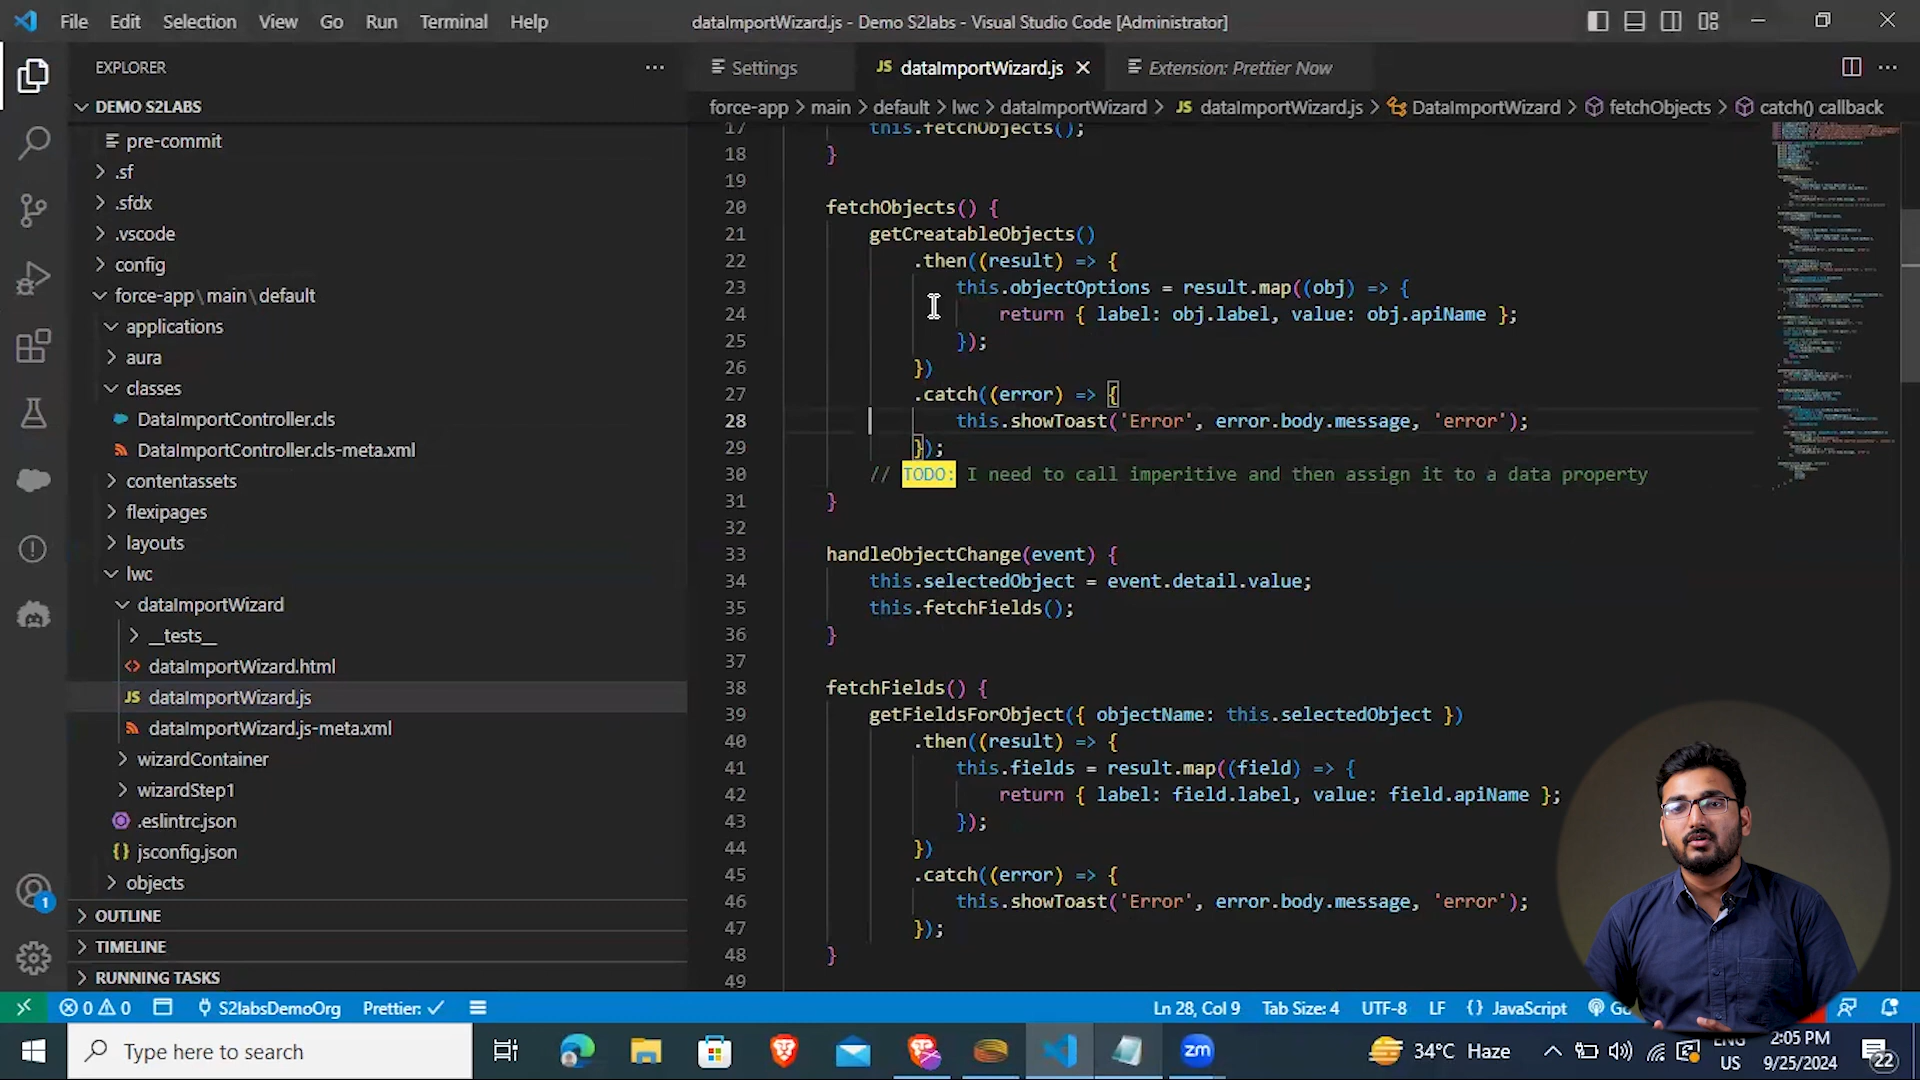 File Edit Selection View Go Run Terminal Help
dataImportWizard.js - Demo S2labs - Visual Studio Code [Administrator]
EXPLORER
Settings
JS dataImportWizard.js
Extension: Prettier Now
DEMO S2LABS
force-app > main > default > lwc > dataImportWizard > JS dataImportWizard.js > DataImportWizard > fetchObjects > catch() callback
pre-commit
.sf
.sfdx
.vscode
config
force-app\main\default
applications
aura
classes
DataImportController.cls
DataImportController.cls-meta.xml
contentassets
flexipages
layouts
lwc
dataImportWizard
__tests__
<> dataImportWizard.html
JS dataImportWizard.js
dataImportWizard.js-meta.xml
wizardContainer
wizardStep1
.eslintrc.json
{} jsconfig.json
objects
OUTLINE
TIMELINE
RUNNING TASKS
17 this.fetchObjects();
18 }
19
20 fetchObjects() {
21 getCreatableObjects()
22 .then((result) => {
23 this.objectOptions = result.map((obj) => {
24 return { label: obj.label, value: obj.apiName };
25 });
26 })
27 .catch((error) => {
28 this.showToast('Error', error.body.message, 'error');
29 });
30 // TODO: I need to call imperitive and then assign it to a data property
31 }
32
33 handleObjectChange(event) {
34 this.selectedObject = event.detail.value;
35 this.fetchFields();
36 }
37
38 fetchFields() {
39 getFieldsForObject({ objectName: this.selectedObject })
40 .then((result) => {
41 this.fields = result.map((field) => {
42 return { label: field.label, value: field.apiName };
43 });
44 })
45 .catch((error) => {
46 this.showToast('Error', error.body.message, 'error');
47 });
48 }
49
1
0 0 S2labsDemoOrg Prettier: ✓
Ln 28, Col 9 Tab Size: 4 UTF-8 LF {} JavaScript
Type here to search
zm
34°C Haze
ENG
US
2:05 PM
9/25/2024
22